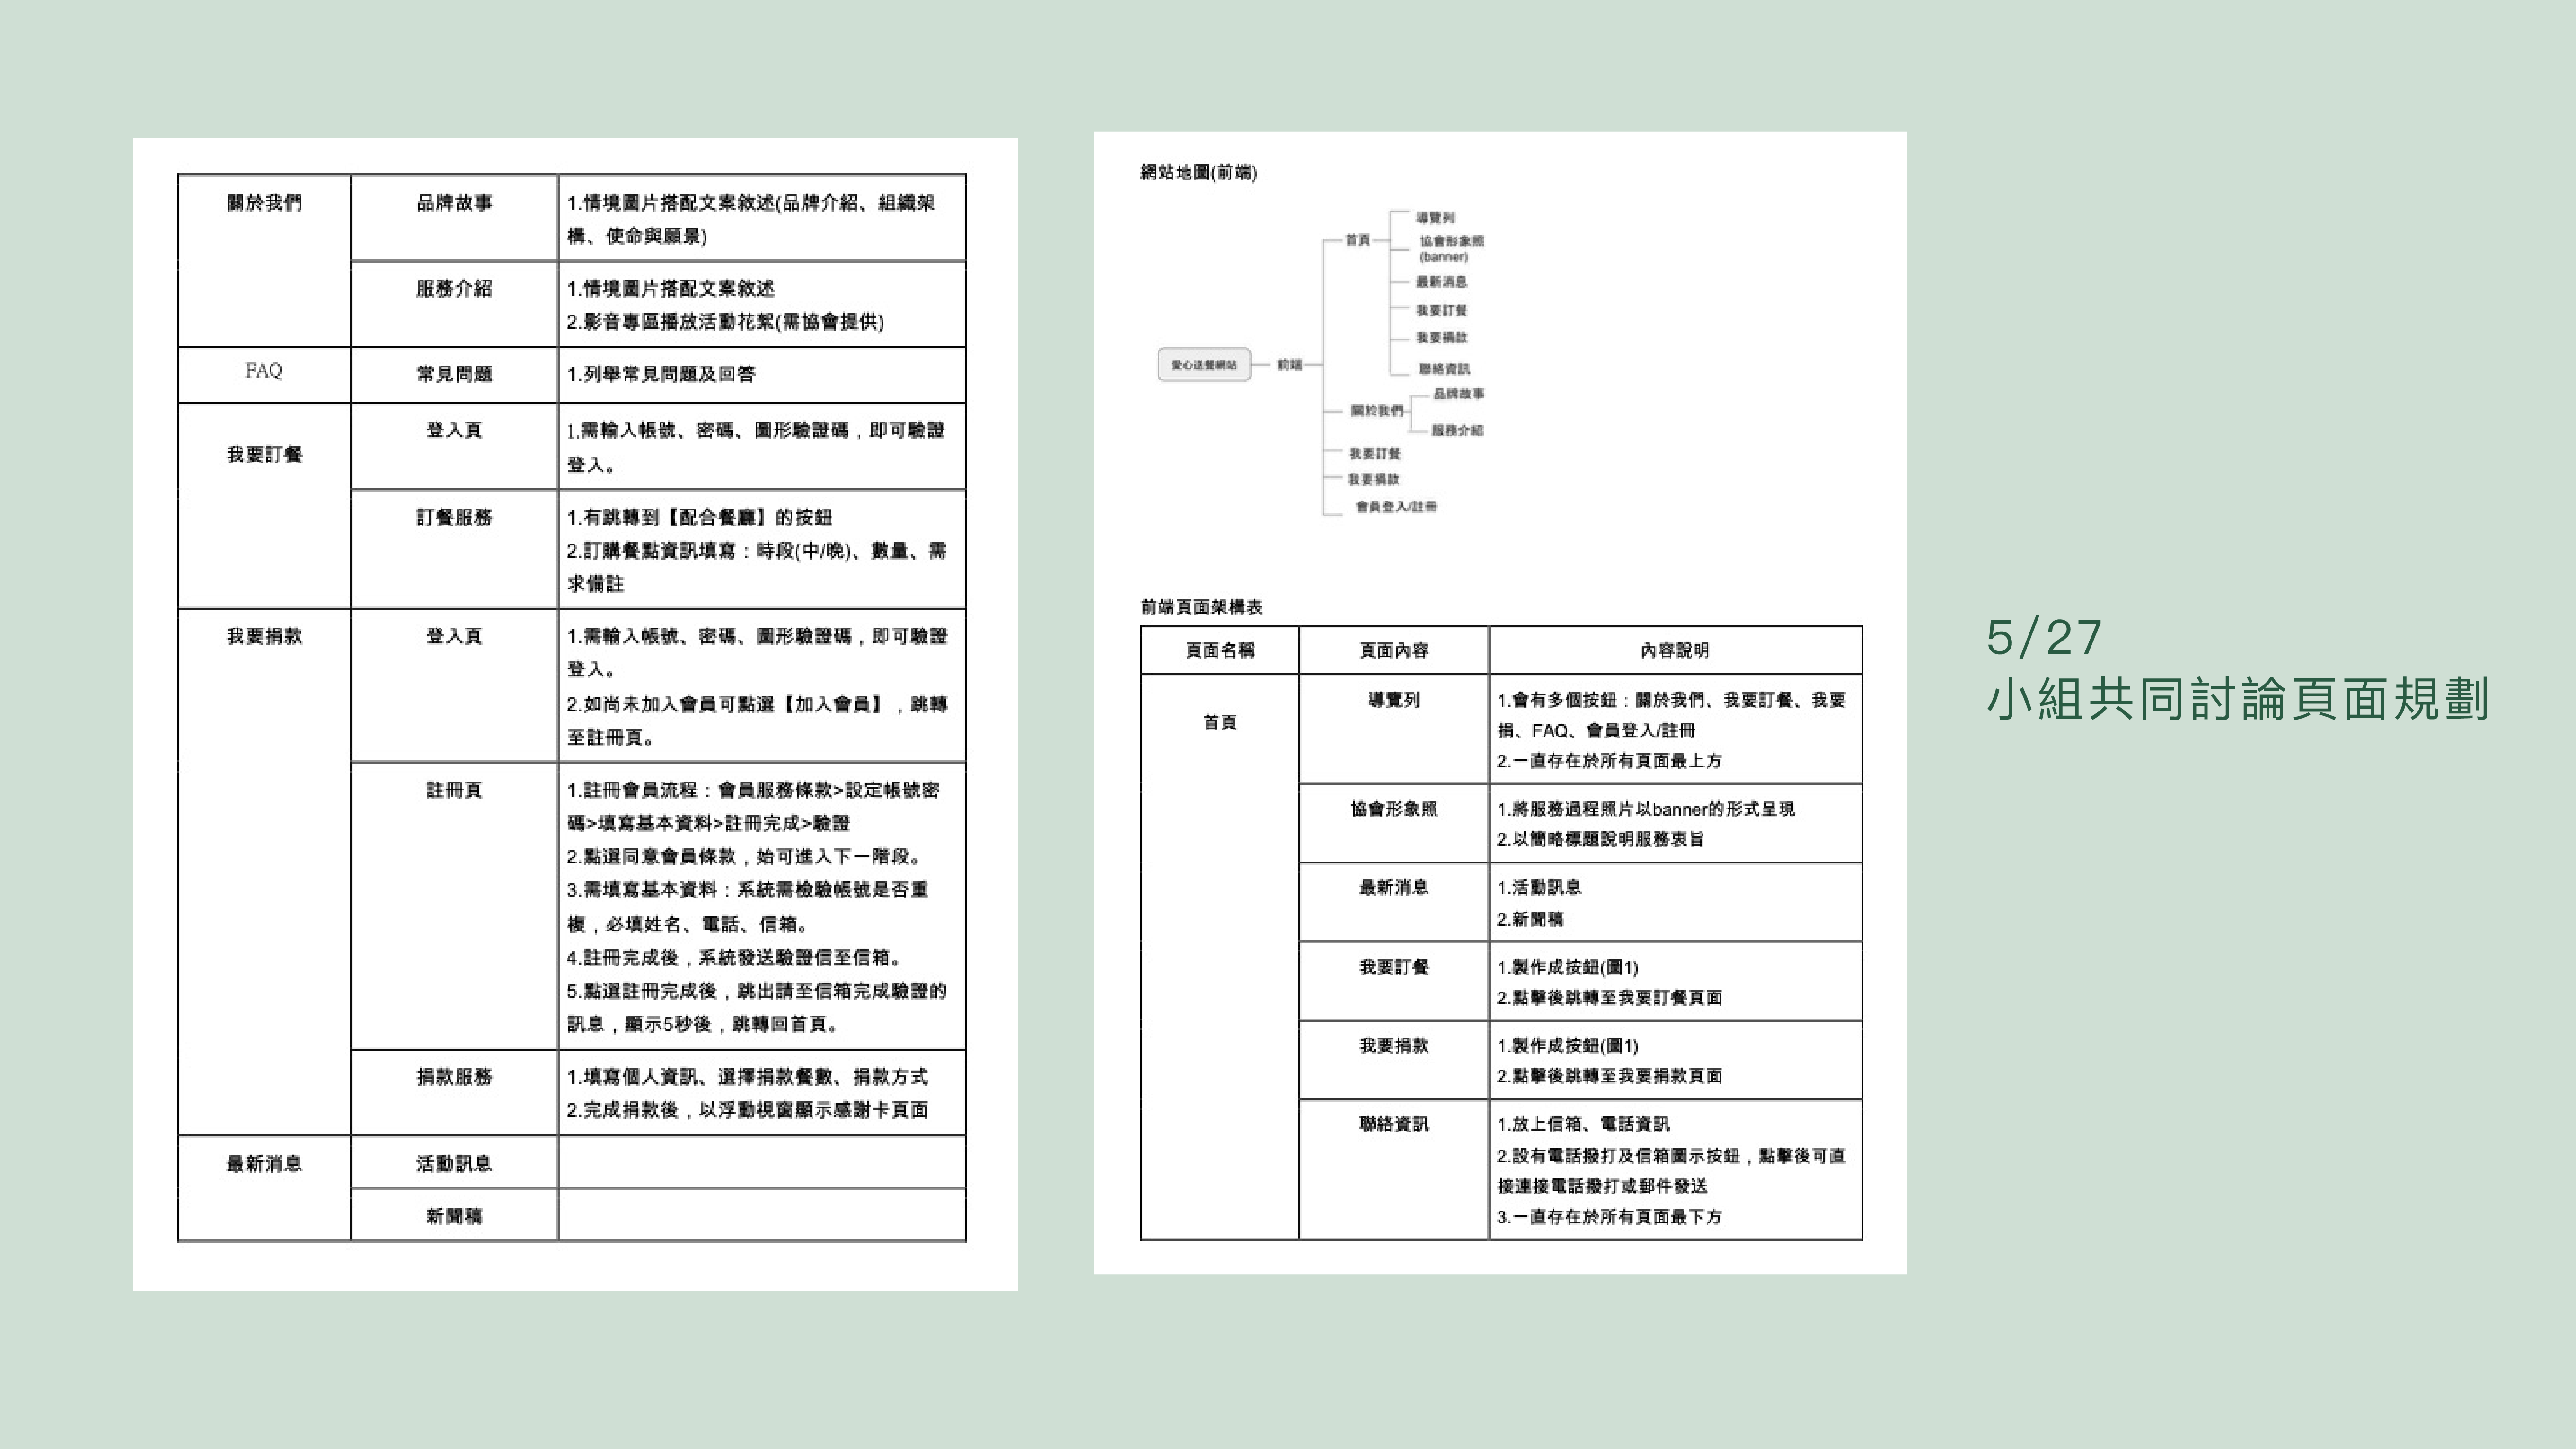 關於我們
品牌故事
1.情境圖片搭配文案敘述(品牌介紹、組織架
構、使命與願景)
服務介紹
1.情境圖片搭配文案敘述
2.影音專區播放活動花絮(需協會提供)
FAQ
常見問題
1.列舉常見問題及回答
我要訂餐
登入頁
1.需輸入帳號、密碼、圖形驗證碼，即可驗證
登入。
訂餐服務
1.有跳轉到【配合餐廳】的按鈕
2.訂購餐點資訊填寫：時段(中/晚)、數量、需
求備註
我要捐款
登入頁
1.需輸入帳號、密碼、圖形驗證碼，即可驗證
登入。
2.如尚未加入會員可點選【加入會員】，跳轉
至註冊頁。
註冊頁
1.註冊會員流程：會員服務條款>設定帳號密
碼>填寫基本資料>註冊完成>驗證
2.點選同意會員條款，始可進入下一階段。
3.需填寫基本資料：系統需檢驗帳號是否重
複，必填姓名、電話、信箱。
4.註冊完成後，系統發送驗證信至信箱。
5.點選註冊完成後，跳出請至信箱完成驗證的
訊息，顯示5秒後，跳轉回首頁。
捐款服務
1.填寫個人資訊、選擇捐款餐數、捐款方式
2.完成捐款後，以浮動視窗顯示感謝卡頁面
最新消息
活動訊息
新聞稿
網站地圖(前端)
愛心送餐網站
前端
首頁
導覽列
協會形象照
(banner)
最新消息
我要訂餐
我要捐款
聯絡資訊
關於我們
品牌故事
服務介紹
我要訂餐
我要捐款
會員登入/註冊
前端頁面架構表
頁面名稱
頁面內容
內容說明
首頁
導覽列
1.會有多個按鈕：關於我們、我要訂餐、我要
捐、FAQ、會員登入/註冊
2.一直存在於所有頁面最上方
協會形象照
1.將服務過程照片以banner的形式呈現
2.以簡略標題說明服務衷旨
最新消息
1.活動訊息
2.新聞稿
我要訂餐
1.製作成按鈕(圖1)
2.點擊後跳轉至我要訂餐頁面
我要捐款
1.製作成按鈕(圖1)
2.點擊後跳轉至我要捐款頁面
聯絡資訊
1.放上信箱、電話資訊
2.設有電話撥打及信箱圖示按鈕，點擊後可直
接連接電話撥打或郵件發送
3.一直存在於所有頁面最下方
5/27
小組共同討論頁面規劃